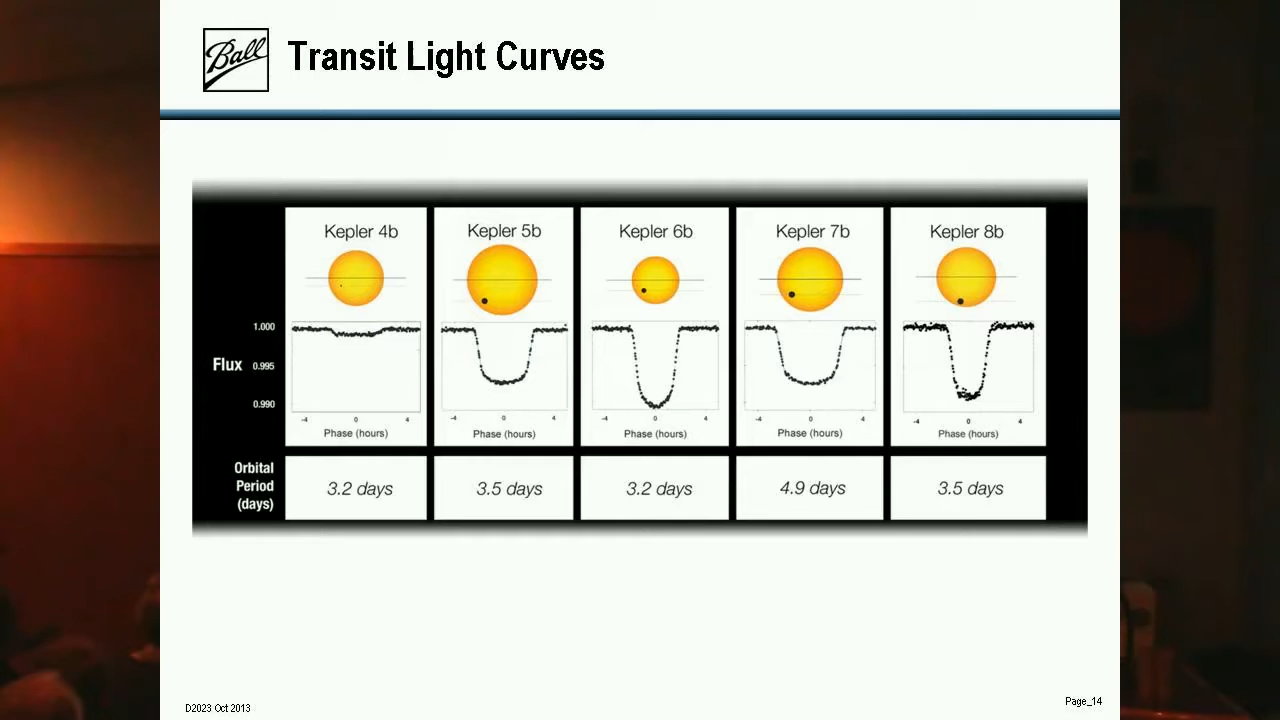 Ball
Transit Light Curves
Kepler 4b
Kepler 5b
Kepler 6b
Kepler 7b
Kepler 8b
Flux
1.000
0.995
0.990
-4 0 4
Phase (hours)
-4 0 4
Phase (hours)
-4 0 4
Phase (hours)
-4 0 4
Phase (hours)
-4 0 4
Phase (hours)
Orbital
Period
(days)
3.2 days
3.5 days
3.2 days
4.9 days
3.5 days
D2023 Oct 2013
Page_14